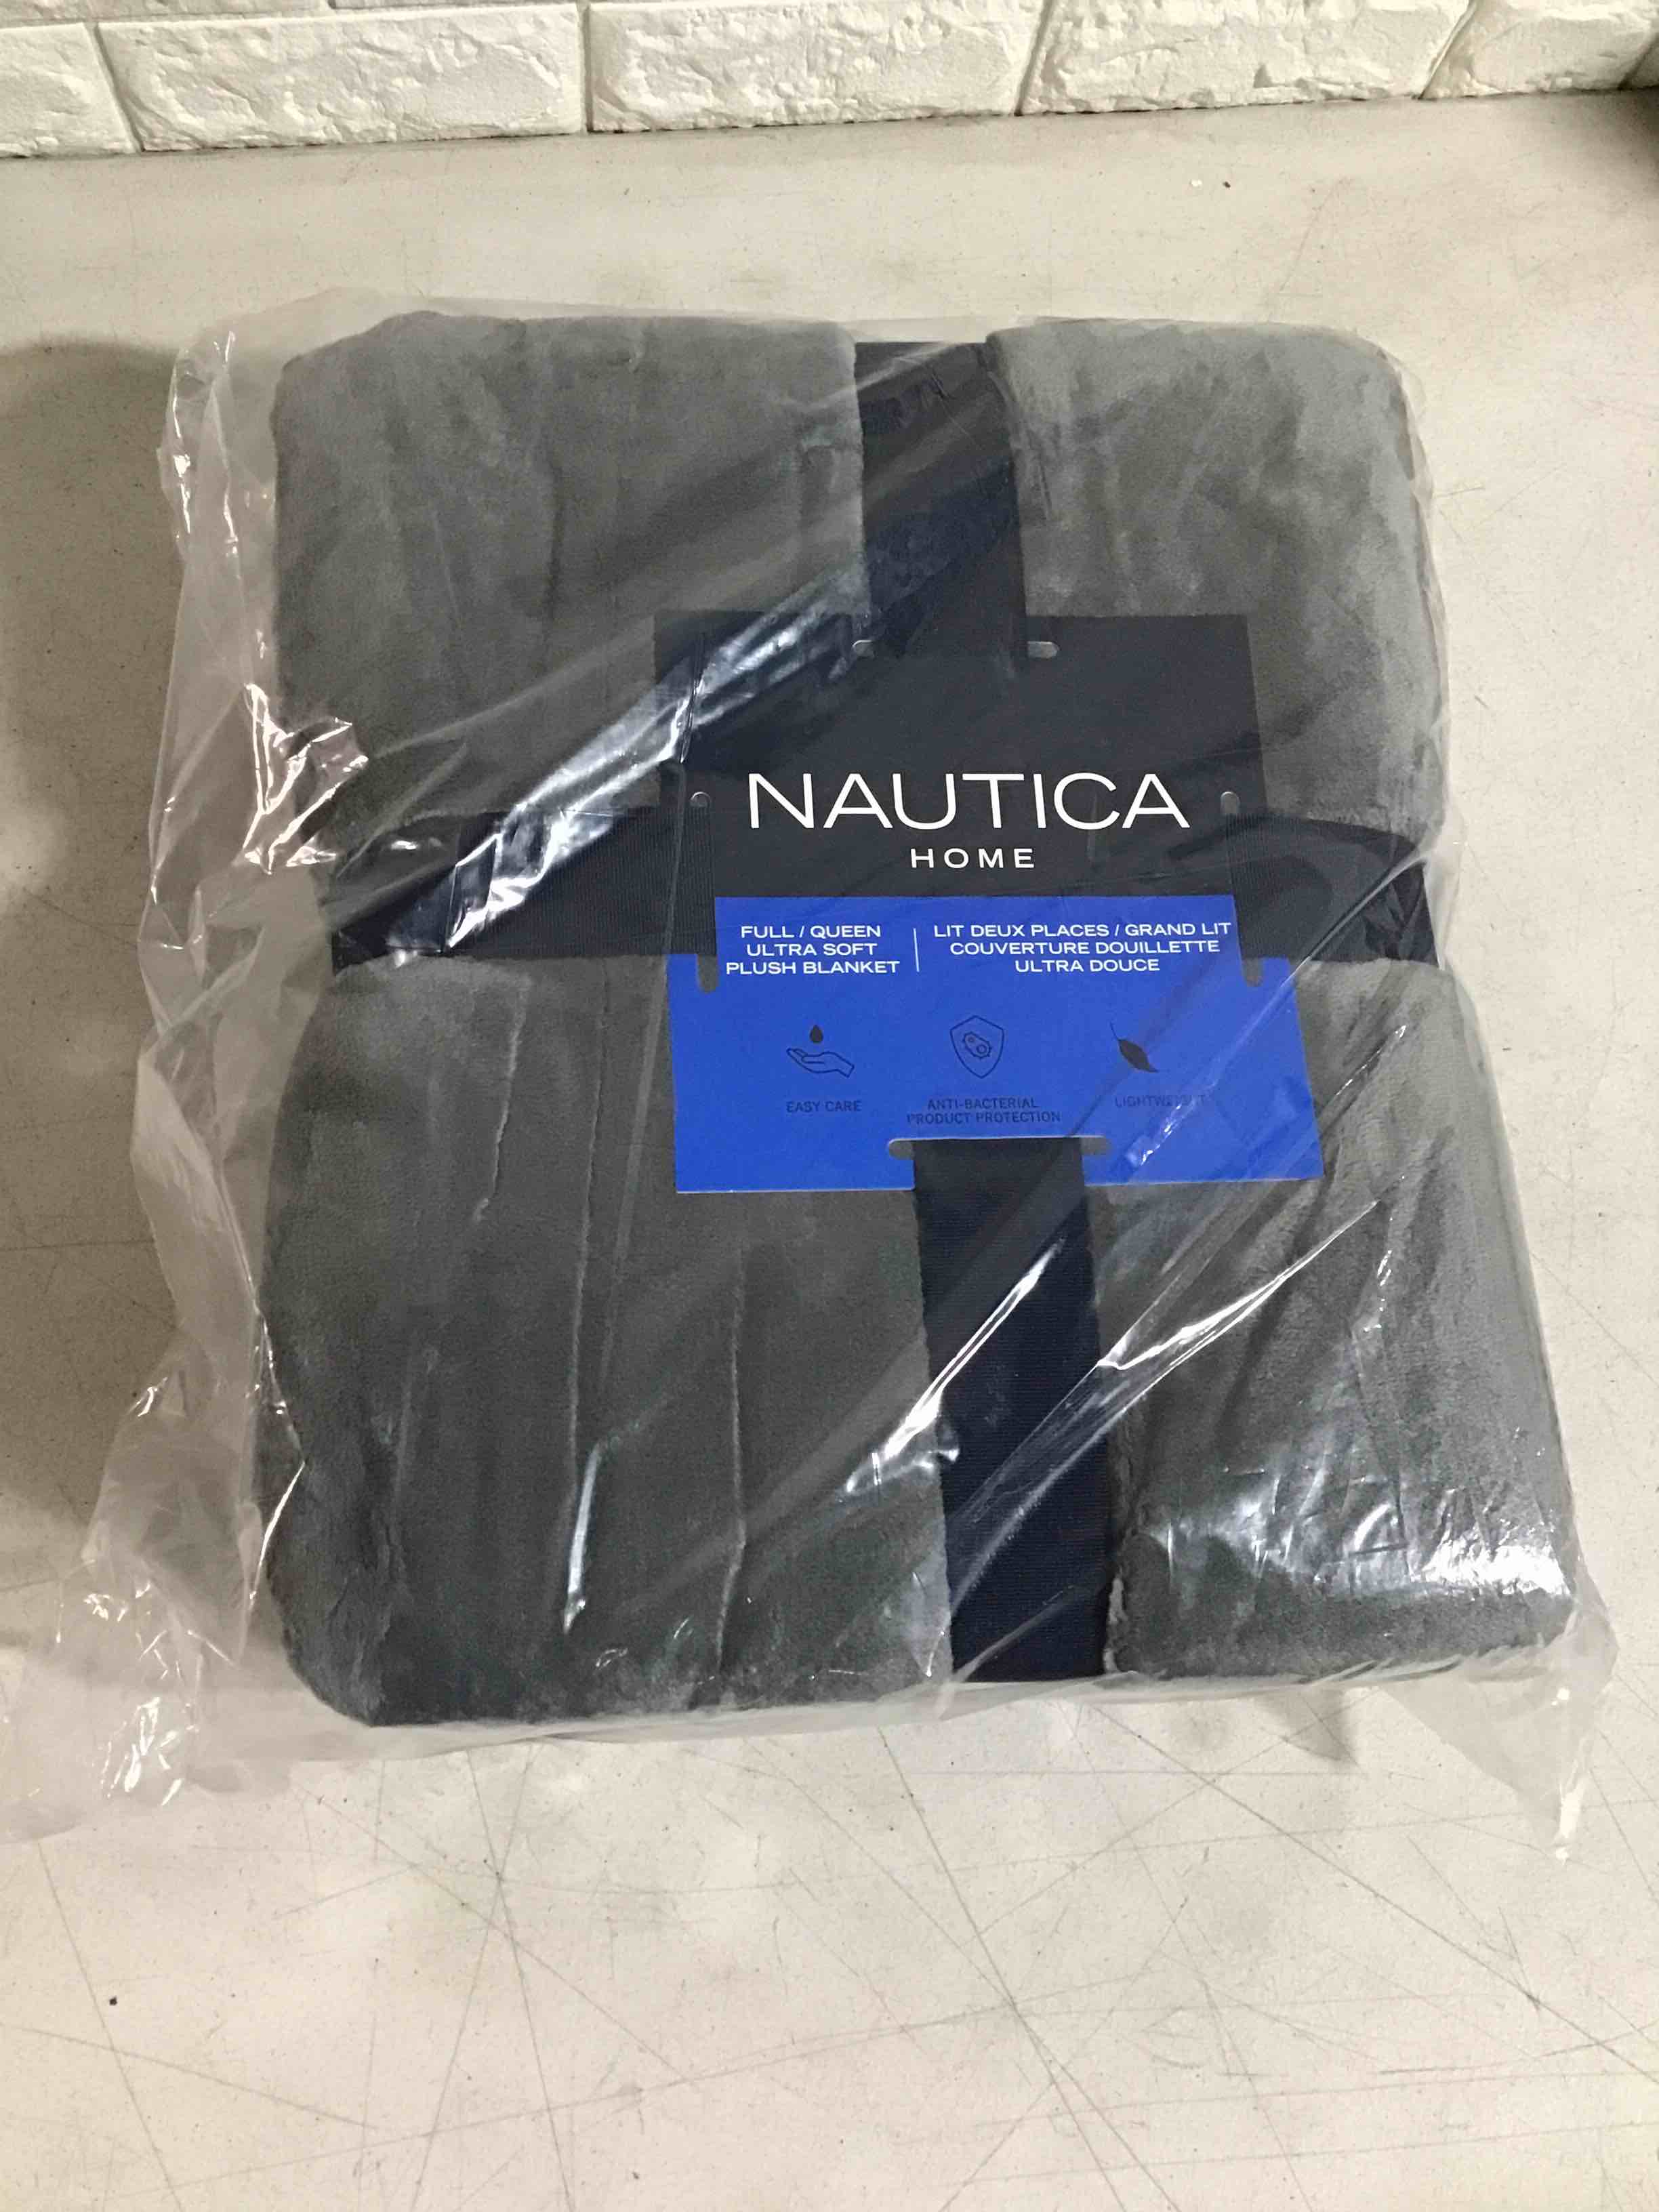 NAUTICA
HOME
FULL / QUEEN
ULTRA SOFT
PLUSH BLANKET
LIT DEUX PLACES / GRAND LIT
COUVERTURE DOUILLETTE
ULTRA DOUCE
EASY CARE
ANTI-BACTERIAL
PRODUCT PROTECTION
LIGHTWEIGHT